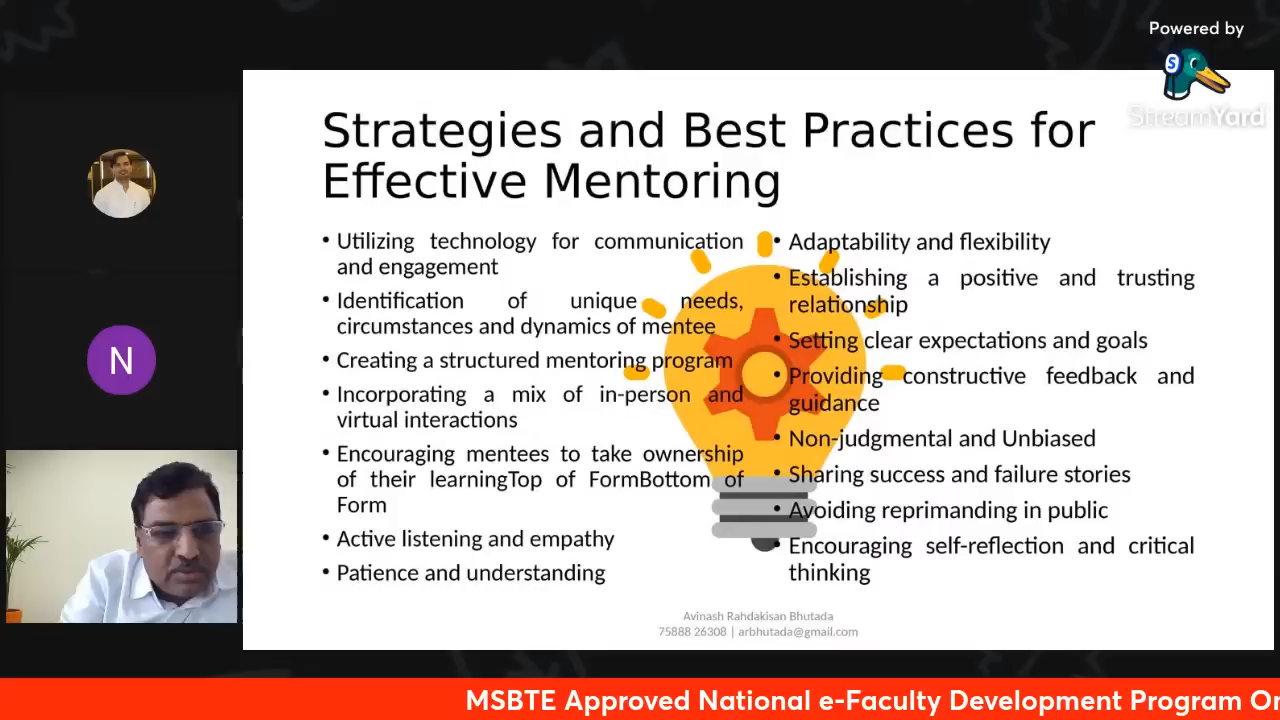 Powered by
StreamYard
Strategies and Best Practices for
Effective Mentoring
• Utilizing technology for communication
and engagement
• Identification of unique needs,
circumstances and dynamics of mentee
• Creating a structured mentoring program
• Incorporating a mix of in-person and
virtual interactions
• Encouraging mentees to take ownership
of their learningTop of FormBottom of
Form
• Active listening and empathy
• Patience and understanding
• Adaptability and flexibility
• Establishing a positive and trusting
relationship
• Setting clear expectations and goals
• Providing constructive feedback and
guidance
• Non-judgmental and Unbiased
• Sharing success and failure stories
• Avoiding reprimanding in public
• Encouraging self-reflection and critical
thinking
Avinash Rahdakisan Bhutada
75888 26308 | arbhutada@gmail.com
N
MSBTE Approved National e-Faculty Development Program On